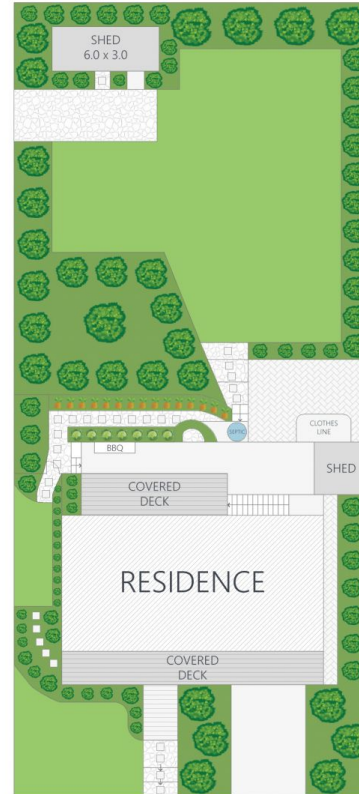 SHED
6.0 x 3.0
CLOTHES
LINE
SEPTIC
BBQ
SHED
COVERED
DECK
RESIDENCE
COVERED
DECK